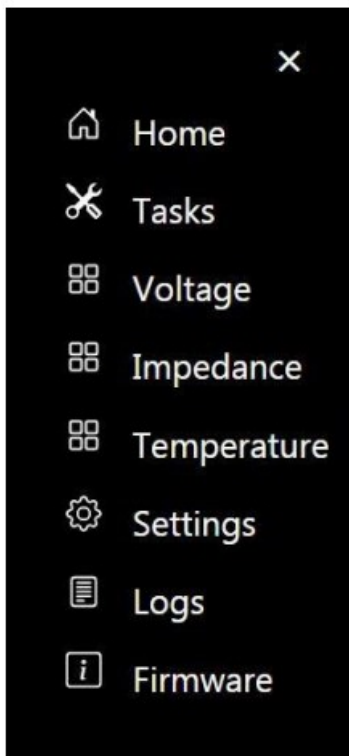 ×
Home
Tasks
Voltage
Impedance
Temperature
Settings
Logs
i Firmware